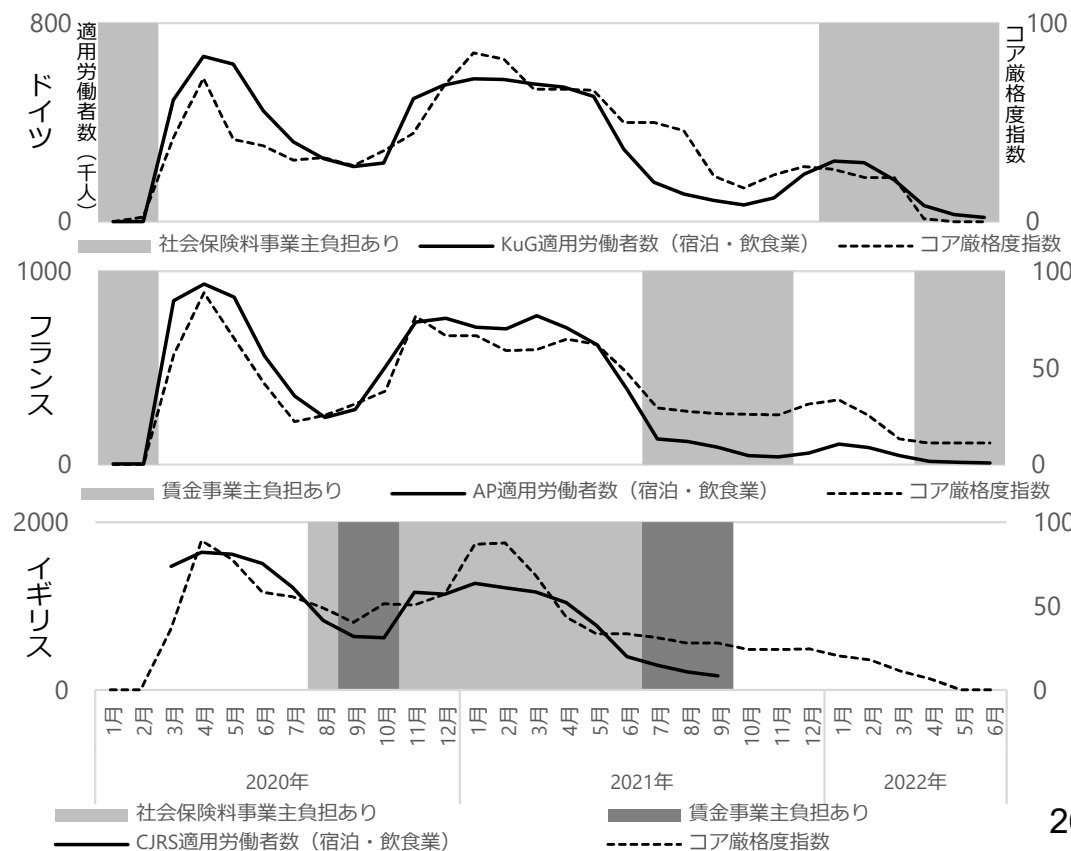 800
適用労働者数（千人）
ドイツ
0
100
コア厳格度指数
0
社会保険料事業主負担あり KuG適用労働者数（宿泊・飲食業） コア厳格度指数
1000
フランス
0
100
50
0
賃金事業主負担あり AP適用労働者数（宿泊・飲食業） コア厳格度指数
2000
1000
イギリス
0
100
50
0
1月 2月 3月 4月 5月 6月 7月 8月 9月 10月 11月 12月 1月 2月 3月 4月 5月 6月 7月 8月 9月 10月 11月 12月 1月 2月 3月 4月 5月 6月
2020年 2021年 2022年
社会保険料事業主負担あり 賃金事業主負担あり
CJRS適用労働者数（宿泊・飲食業） コア厳格度指数